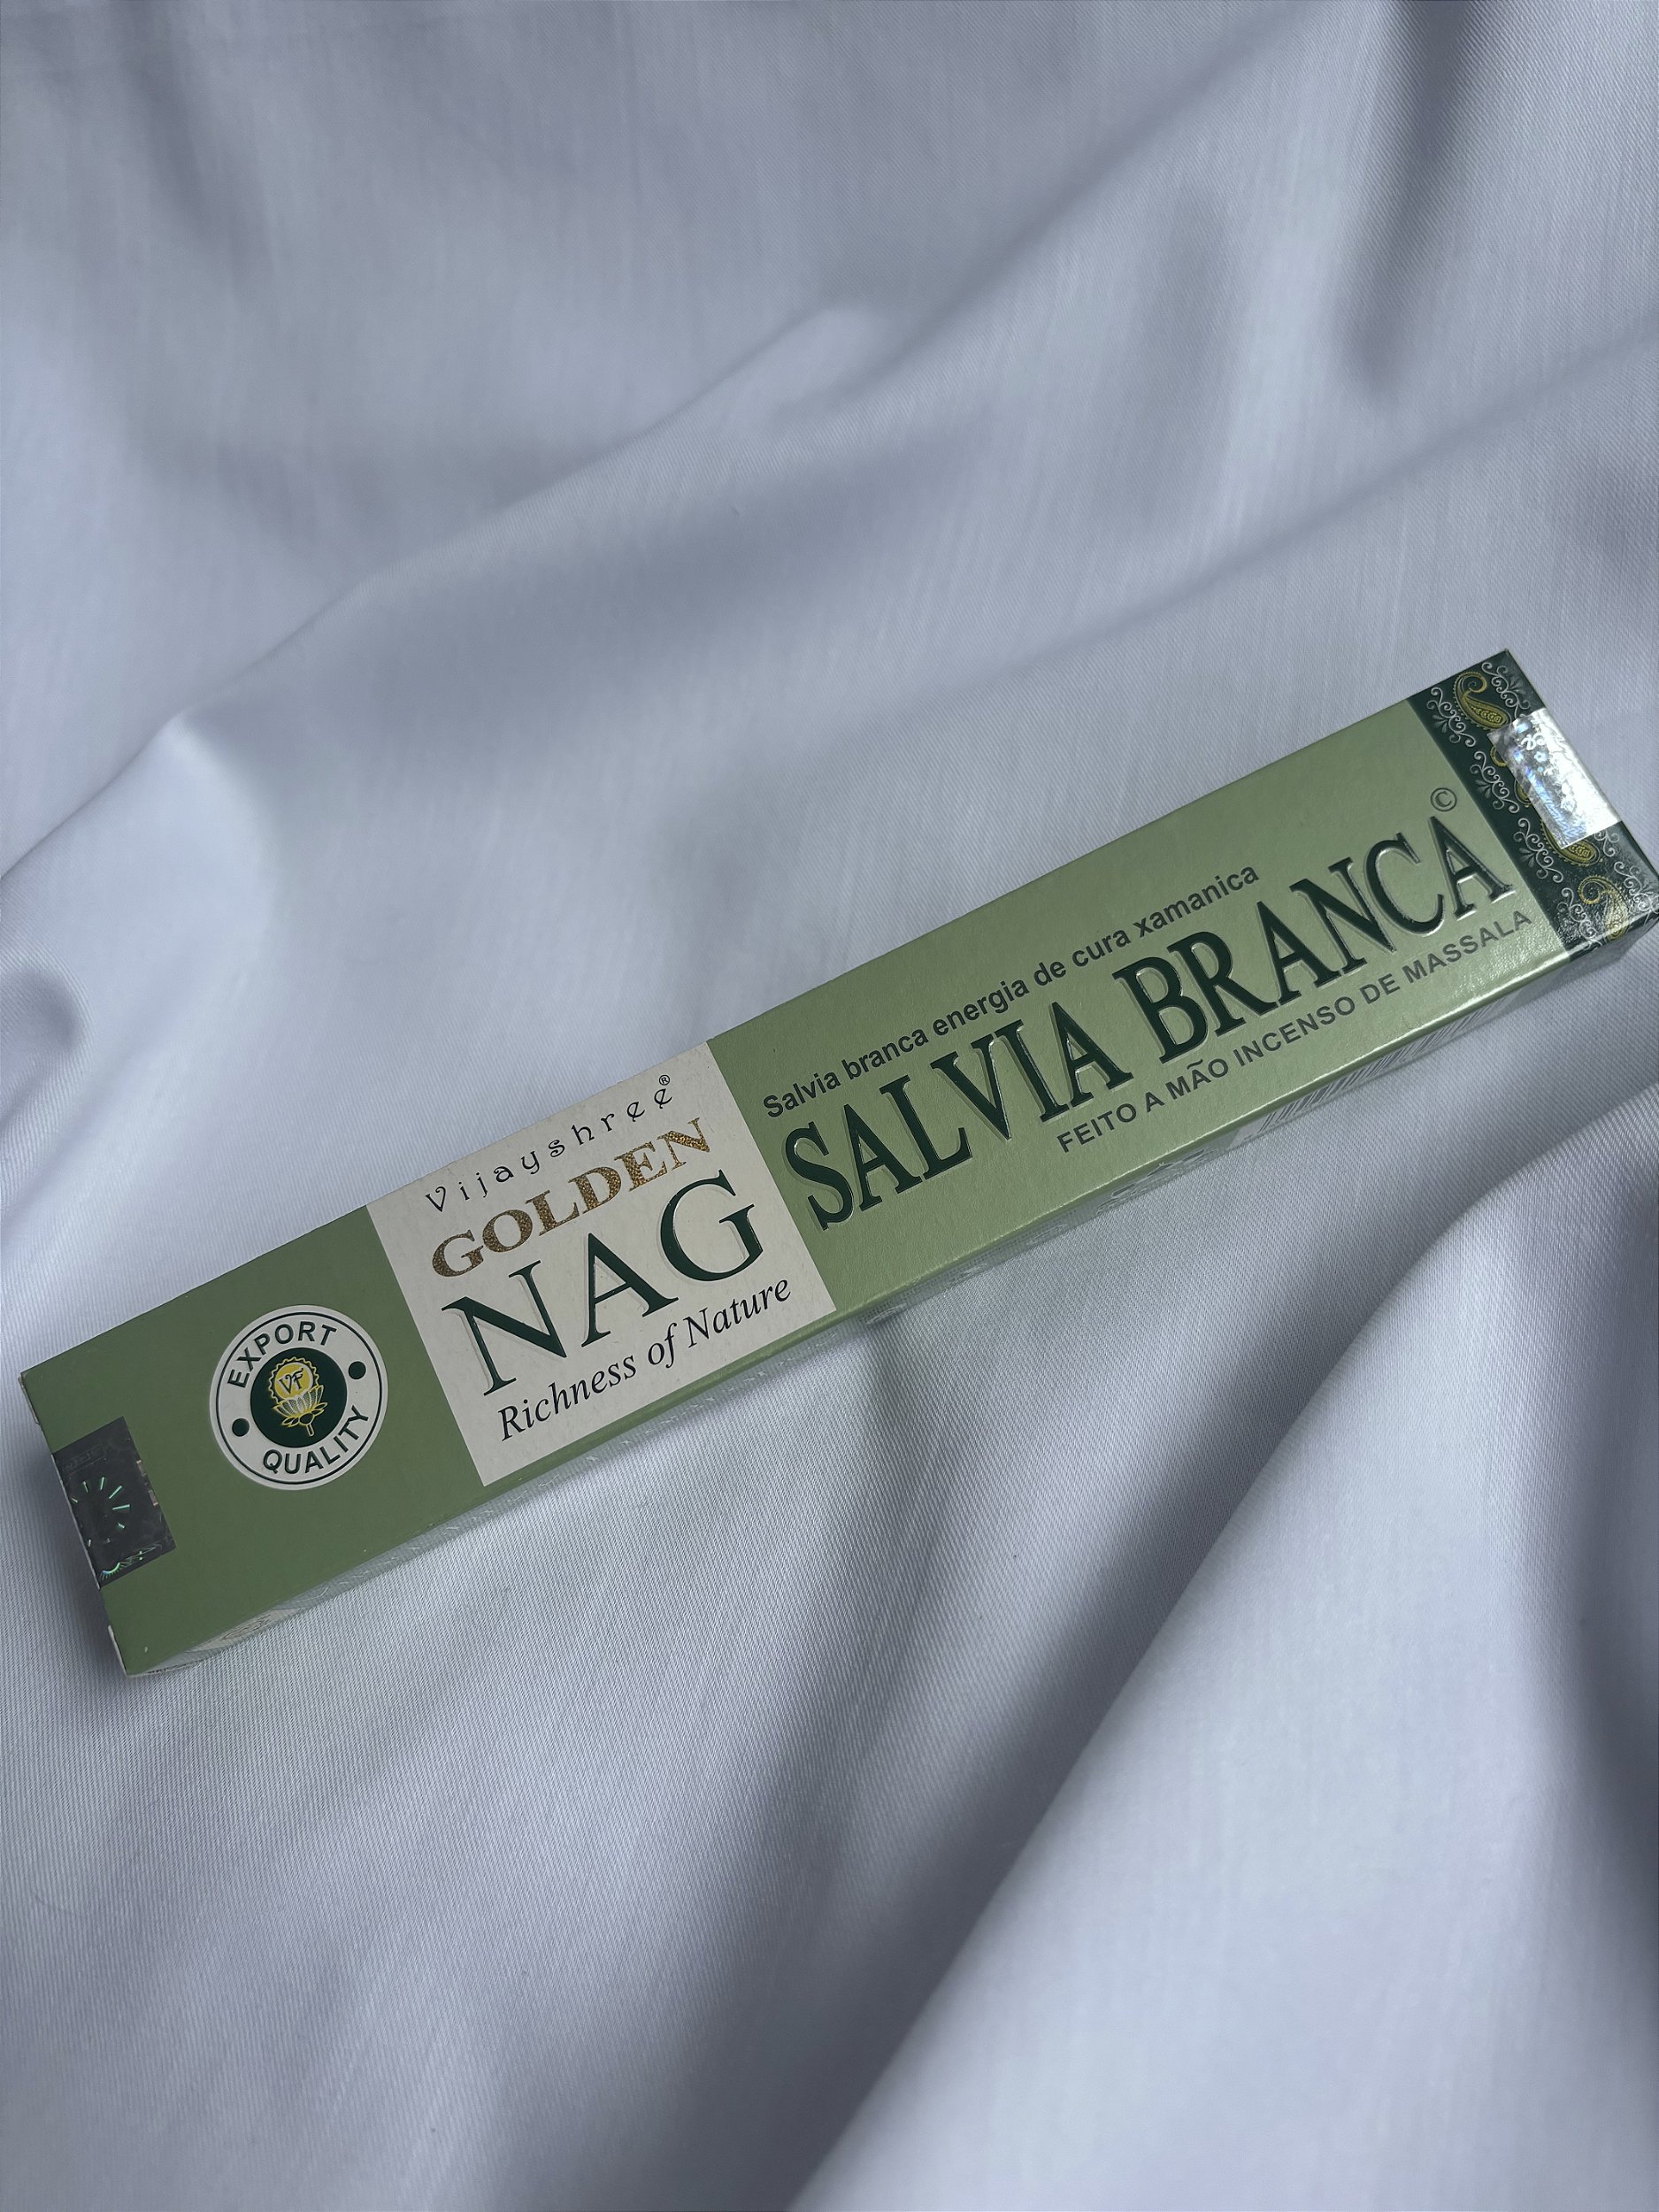 EXPORT
VF
QUALITY
Vijayshree®
GOLDEN
NAG
Richness of Nature
Salvia branca energia de cura xamanica
SALVIA BRANCA©
FEITO A MÃO INCENSO DE MASSALA